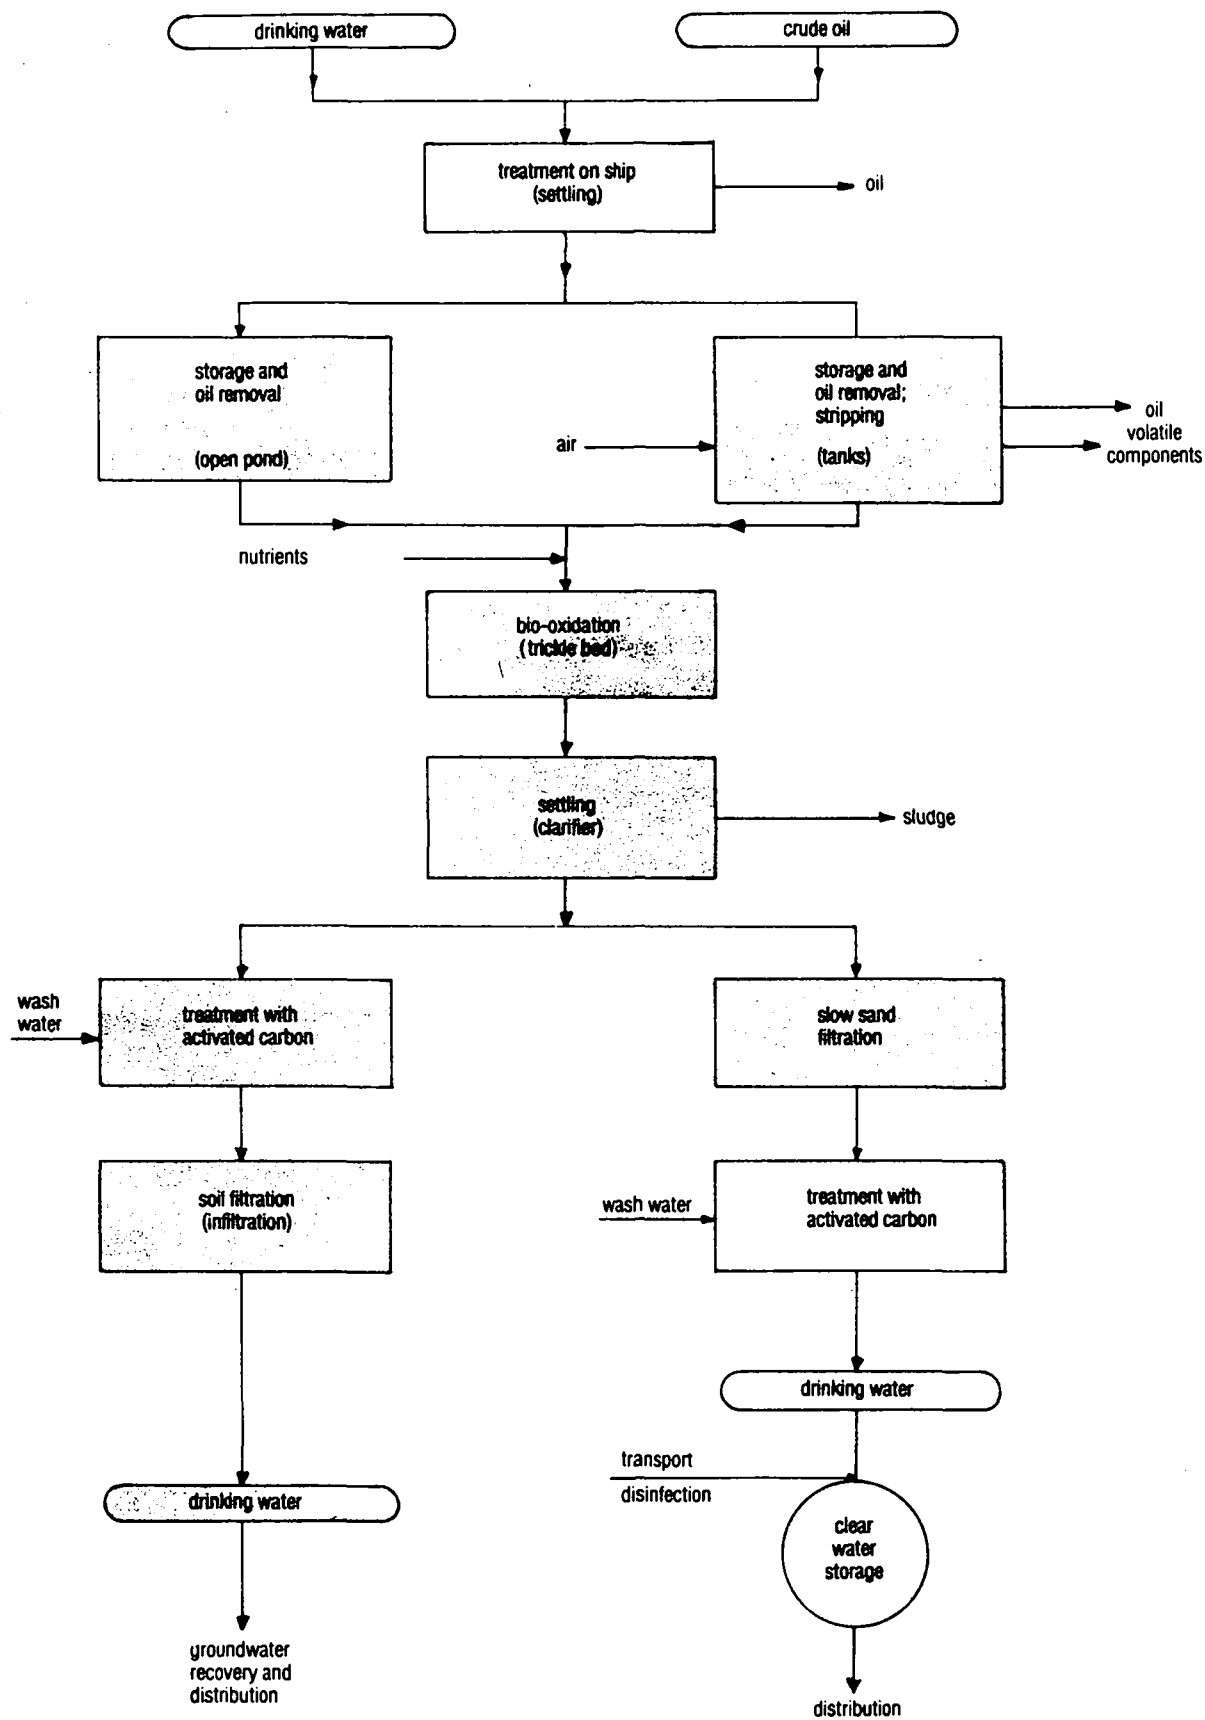 drinking water
crude oil
treatment on ship
(settling)
oil
storage and
oil removal
(open pond)
storage and
oil removal;
stripping
(tanks)
air
oil
volatile
components
nutrients
bio-oxidation
(trickle bed)
settling
(clarifier)
sludge
wash
water
treatment with
activated carbon
slow sand
filtration
soil filtration
(infiltration)
wash water
treatment with
activated carbon
drinking water
transport
disinfection
drinking water
clear
water
storage
groundwater
recovery and
distribution
distribution